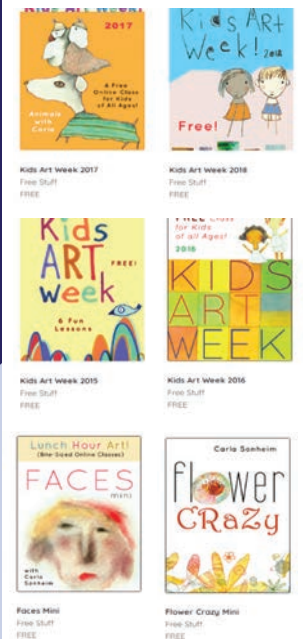 Kids Art Week!
2017
A Free
Online Class
for Kids
of All Ages!
Animals
with
Carla
Kids Art Week 2017
Free Stuff
FREE
Kids Art
Week! 2018
Free!
Kids Art Week 2018
Free Stuff
FREE
Kids
ART
FREE!
week
6 Fun
Lessons
Kids Art Week 2015
Free Stuff
FREE
FREE Class
for Kids
of all Ages!
2018
KIDS
ART
WEEK
Kids Art Week 2016
Free Stuff
FREE
Lunch Hour Art!
(Bite-Sized Online Classes)
FACES
mini
with
Carla
Sonheim
Faces Mini
Free Stuff
FREE
Carla Sonheim
flower
CRaZy
Flower Crazy Mini
Free Stuff
FREE